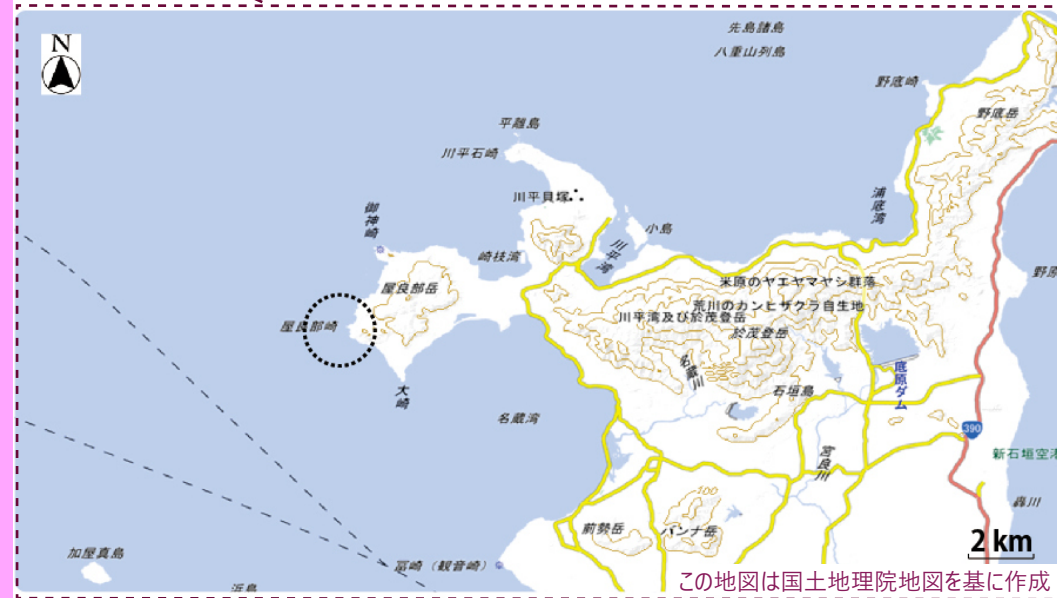 N
先島諸島
八重山列島
野底崎
野底岳
平離島
川平石崎
川平貝塚
御神崎
浦底湾
小島
川平湾
崎枝湾
屋良部岳
米原のヤエヤマヤシ群落
荒川のカンヒザクラ自生地
川平湾及び於茂登岳
於茂登岳
屋良部崎
名蔵川
石垣島
底原ダム
大崎
名蔵湾
390
宮良川
新石垣空港
100
轟川
前勢岳
バンナ岳
2 km
加屋真島
冨崎（観音崎）
浜島
この地図は国土地理院地図を基に作成